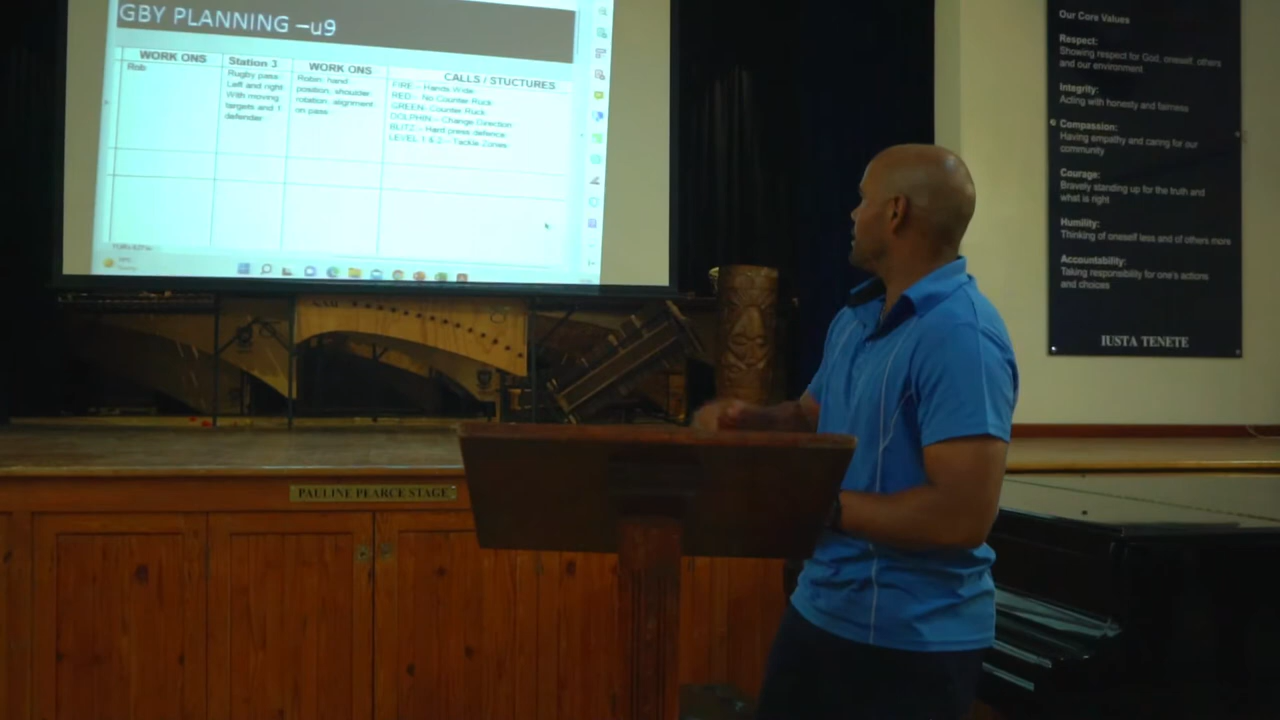 GBY PLANNING –u9
WORK ONS
Rob
Station 3
Rugby pass
Left and right
With moving
targets and 1
defender
WORK ONS
hand
position, shoulder
rotation, alignment
on pass
CALLS / STUCTURES
FIRE – Hands Wide
RED – No Counter Ruck
GREEN – Counter Ruck
DOLPHIN – Change Direction
BLITZ – Hard press defence
LEVEL 1 & 2 – Tackle Zones
PAULINE PEARCE STAGE
Our Core Values
Respect:
Showing respect for God, oneself, others
and our environment
Integrity:
Acting with honesty and fairness
Compassion:
Having empathy and caring for our
community
Courage:
Bravely standing up for the truth and
what is right
Humility:
Thinking of oneself less and of others more
Accountability:
Taking responsibility for one's actions
and choices
IUSTA TENETE